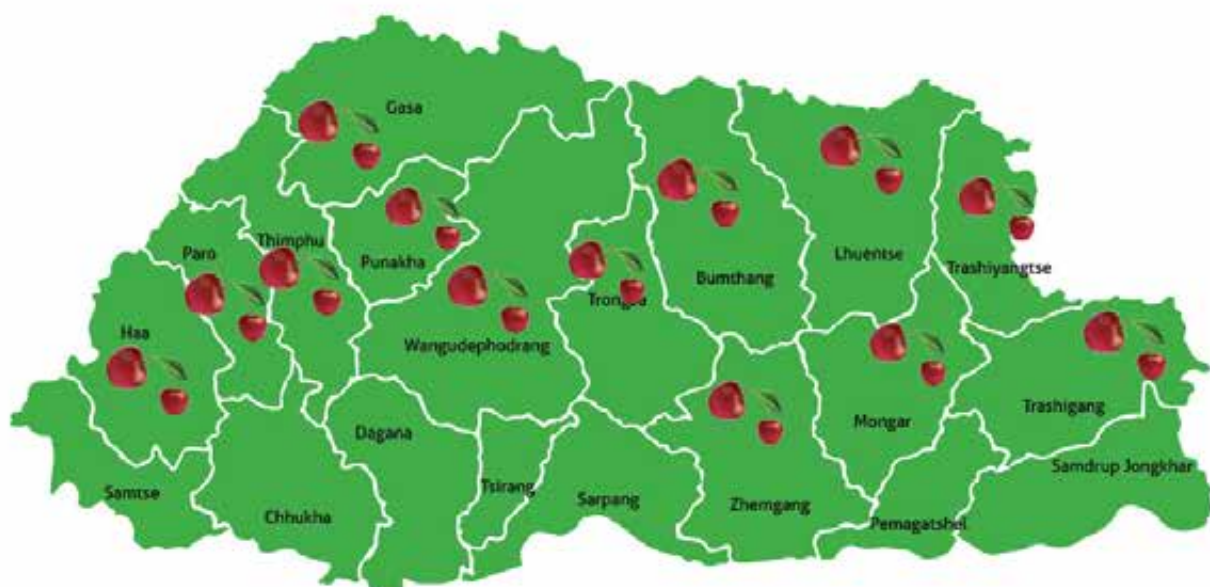 Gasa
Thimphu
Paro
Punakha
Haa
Wangudephodrang
Bumthang
Lhuentse
Trashiyangtse
Dagana
Mongar
Trashigang
Samtse
Chhukha
Tsirang
Sarpang
Zhemgang
Pemagatshel
Samdrup Jongkhar